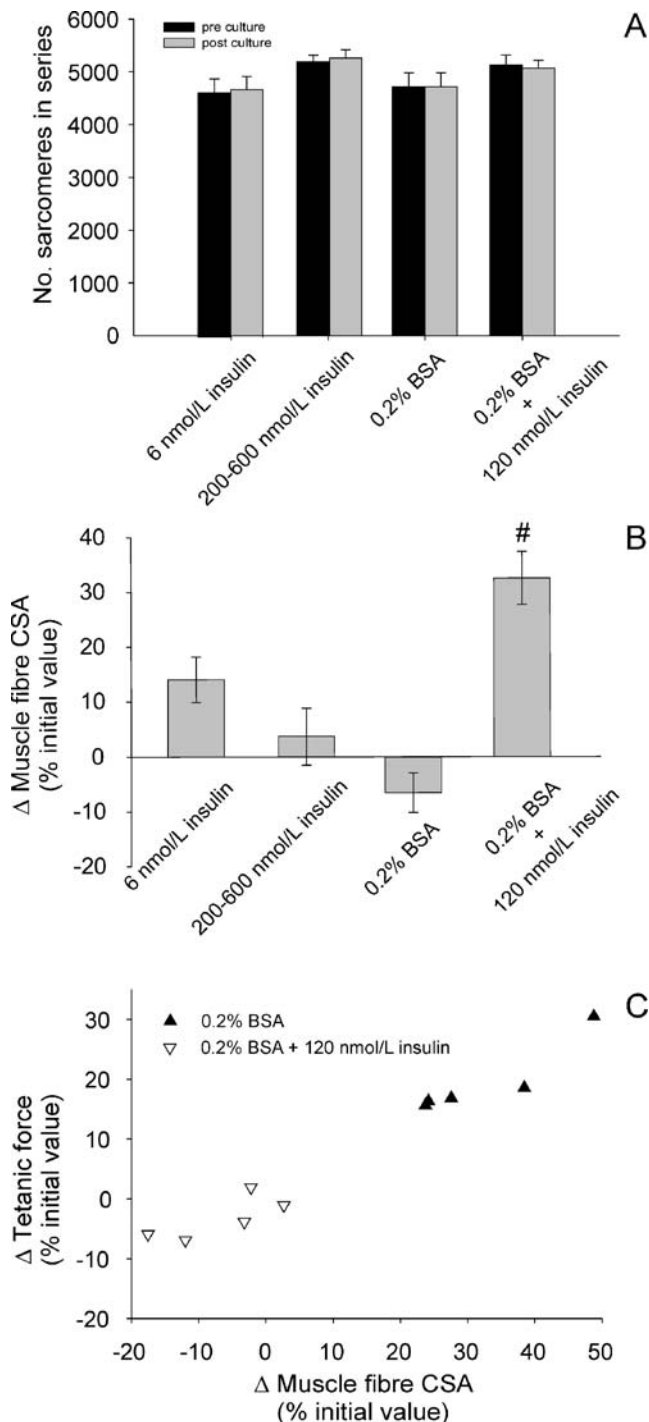 A
pre culture
post culture
No. sarcomeres in series
6000
5000
4000
3000
2000
1000
0
6 nmol/L insulin
200-600 nmol/L insulin
0.2% BSA
0.2% BSA
+
120 nmol/L insulin
B
Δ Muscle fibre CSA
(% initial value)
40
30
20
10
0
-10
-20
#
6 nmol/L insulin
200-600 nmol/L insulin
0.2% BSA
0.2% BSA
+
120 nmol/L insulin
C
0.2% BSA
0.2% BSA + 120 nmol/L insulin
Δ Tetanic force
(% initial value)
30
20
10
0
-10
-20
-20 -10 0 10 20 30 40 50
Δ Muscle fibre CSA
(% initial value)